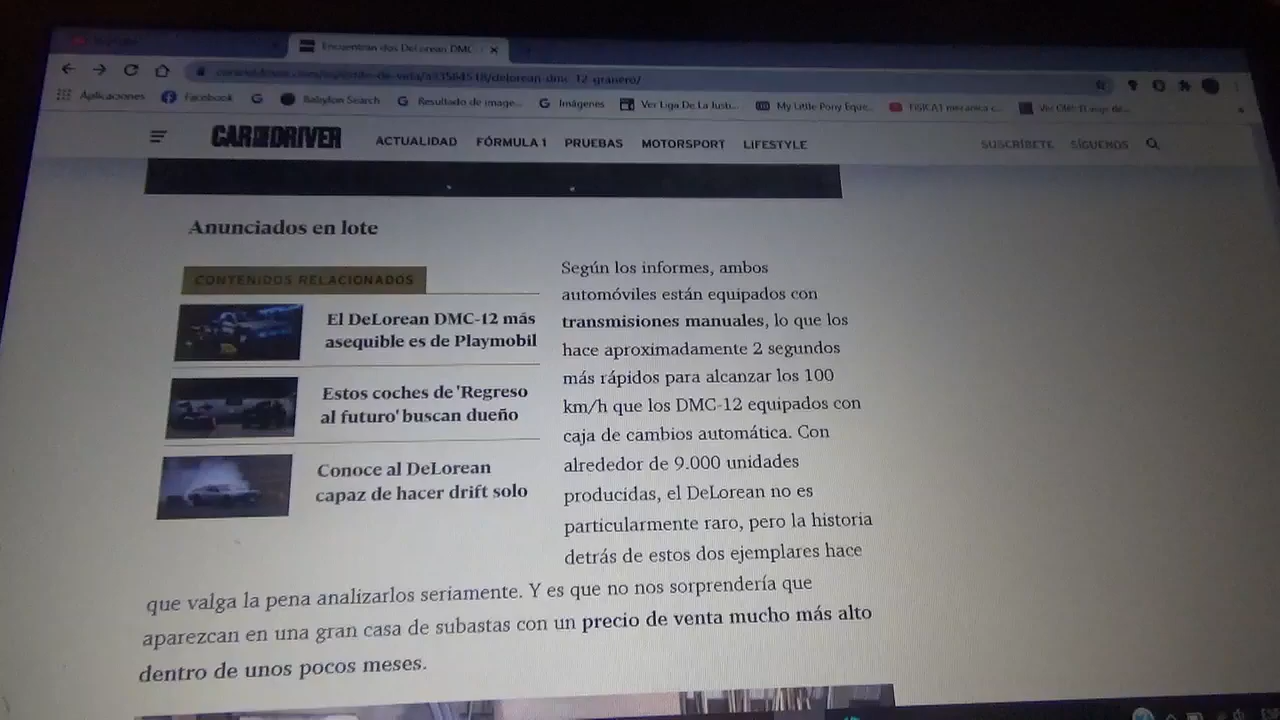 YouTube
Encuentran dos DeLorean DMC
delorean-dmc-12-granero/
Aplicaciones Facebook G Babylon Search Resultado de image... Imágenes Ver Liga De La Justi... My Little Pony Eque...
CAR AND DRIVER ACTUALIDAD FÓRMULA 1 PRUEBAS MOTORSPORT LIFESTYLE SUSCRÍBETE SÍGUENOS
Anunciados en lote
CONTENIDOS RELACIONADOS
El DeLorean DMC-12 más
asequible es de Playmobil
Estos coches de 'Regreso
al futuro' buscan dueño
Conoce al DeLorean
capaz de hacer drift solo
Según los informes, ambos
automóviles están equipados con
transmisiones manuales, lo que los
hace aproximadamente 2 segundos
más rápidos para alcanzar los 100
km/h que los DMC-12 equipados con
caja de cambios automática. Con
alrededor de 9.000 unidades
producidas, el DeLorean no es
particularmente raro, pero la historia
detrás de estos dos ejemplares hace
que valga la pena analizarlos seriamente. Y es que no nos sorprendería que
aparezcan en una gran casa de subastas con un precio de venta mucho más alto
dentro de unos pocos meses.